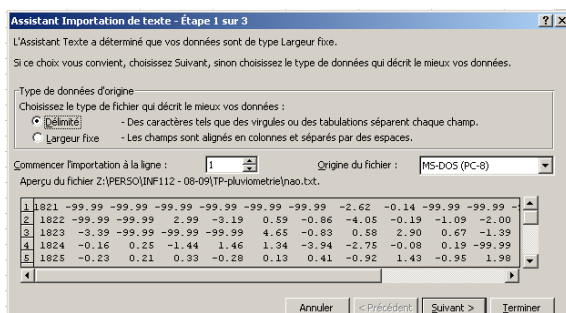 Assistant Importation de texte - Étape 1 sur 3
L'Assistant Texte a déterminé que vos données sont de type Largeur fixe.
Si ce choix vous convient, choisissez Suivant, sinon choisissez le type de données qui décrit le mieux vos données.
Type de données d'origine
Choisissez le type de fichier qui décrit le mieux vos données :
Délimité - Des caractères tels que des virgules ou des tabulations séparent chaque champ.
Largeur fixe - Les champs sont alignés en colonnes et séparés par des espaces.
Commencer l'importation à la ligne : 1 Origine du fichier : MS-DOS (PC-8)
Aperçu du fichier Z:\PERSO\INF112 - 08-09\TP-pluviometrie\nao.txt.
1 1821 -99.99 -99.99 -99.99 -99.99 -99.99 -99.99 -2.62 -0.14 -99.99 -99.99 -
2 1822 -99.99 -99.99 2.99 -3.19 0.59 -0.86 -4.05 -0.19 -1.09 -2.00
3 1823 -3.39 -99.99 -99.99 -99.99 4.65 -0.83 0.58 2.90 0.67 -1.39
4 1824 -0.16 0.25 -1.44 1.46 1.34 -3.94 -2.75 -0.08 0.19 -99.99
5 1825 -0.23 0.21 0.33 -0.28 0.13 0.41 -0.92 1.43 -0.95 1.98
Annuler < Précédent Suivant > Terminer